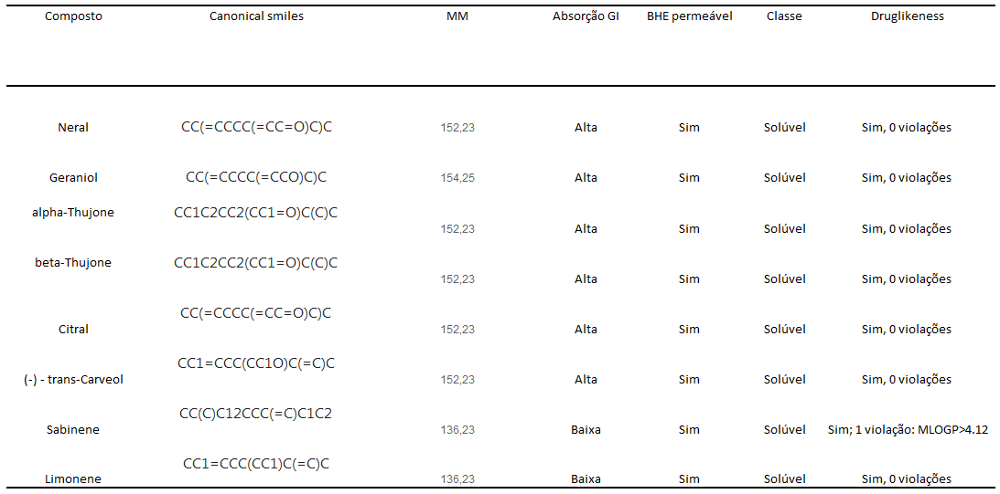 Composto Canonical smiles MM Absorção GI BHE permeável Classe Druglikeness
Neral CC(=CCCC(=CC=O)C)C 152,23 Alta Sim Solúvel Sim, 0 violações
Geraniol CC(=CCCC(=CCO)C)C 154,25 Alta Sim Solúvel Sim, 0 violações
alpha-Thujone CC1C2CC2(CC1=O)C(C)C 152,23 Alta Sim Solúvel Sim, 0 violações
beta-Thujone CC1C2CC2(CC1=O)C(C)C 152,23 Alta Sim Solúvel Sim, 0 violações
Citral CC(=CCCC(=CC=O)C)C 152,23 Alta Sim Solúvel Sim, 0 violações
(-) - trans-Carveol CC1=CCC(CC1O)C(=C)C 152,23 Alta Sim Solúvel Sim, 0 violações
Sabinene CC(C)C12CCC(=C)C1C2 136,23 Baixa Sim Solúvel Sim; 1 violação: MLOGP>4.12
Limonene CC1=CCC(CC1)C(=C)C 136,23 Baixa Sim Solúvel Sim, 0 violações